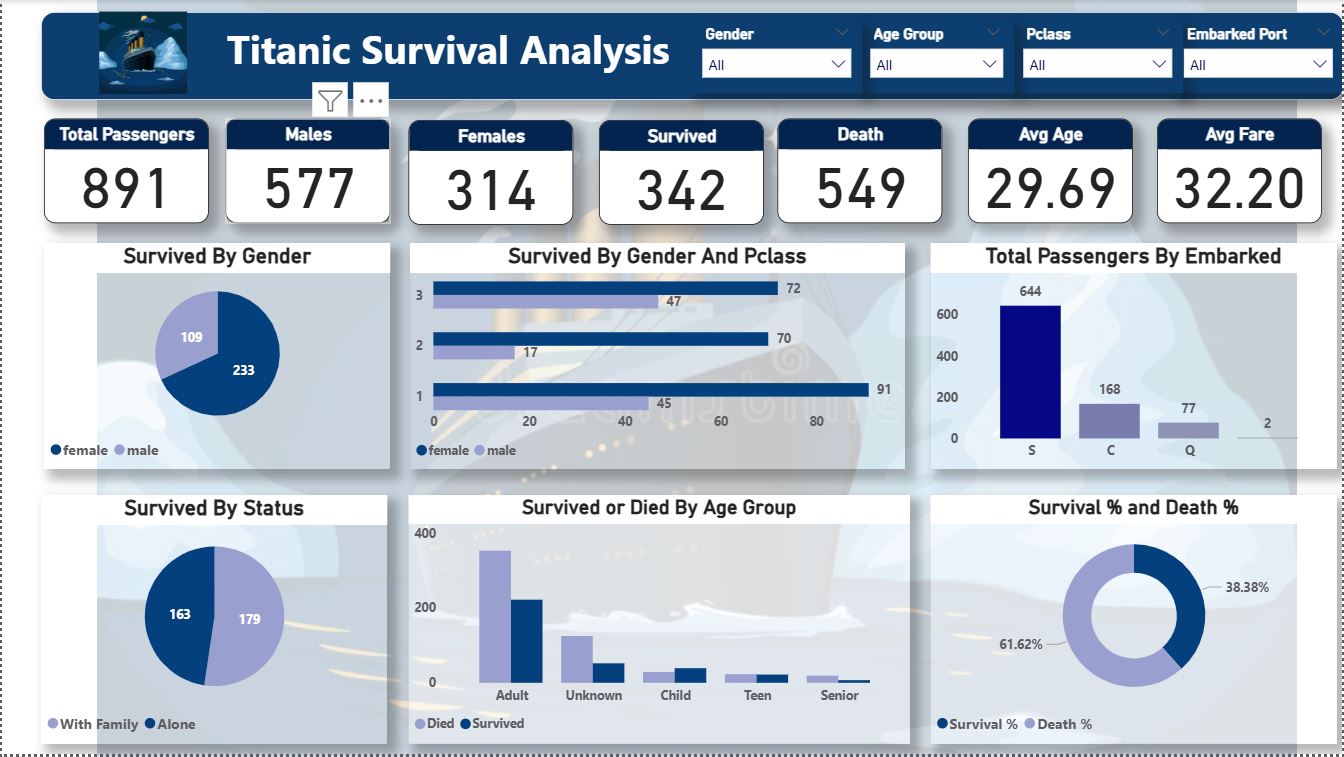 Titanic Survival Analysis
Gender
All
Age Group
All
Pclass
All
Embarked Port
All
Total Passengers
891
Males
577
Females
314
Survived
342
Death
549
Avg Age
29.69
Avg Fare
32.20
Survived By Gender
109
233
female male
Survived By Gender And Pclass
3
72
47
2
70
17
1
91
45
0 20 40 60 80
female male
Total Passengers By Embarked
600
400
200
0
644
168
77
2
S C Q
Survived By Status
163
179
With Family Alone
Survived or Died By Age Group
400
200
0
Adult Unknown Child Teen Senior
Died Survived
Survival % and Death %
38.38%
61.62%
Survival % Death %